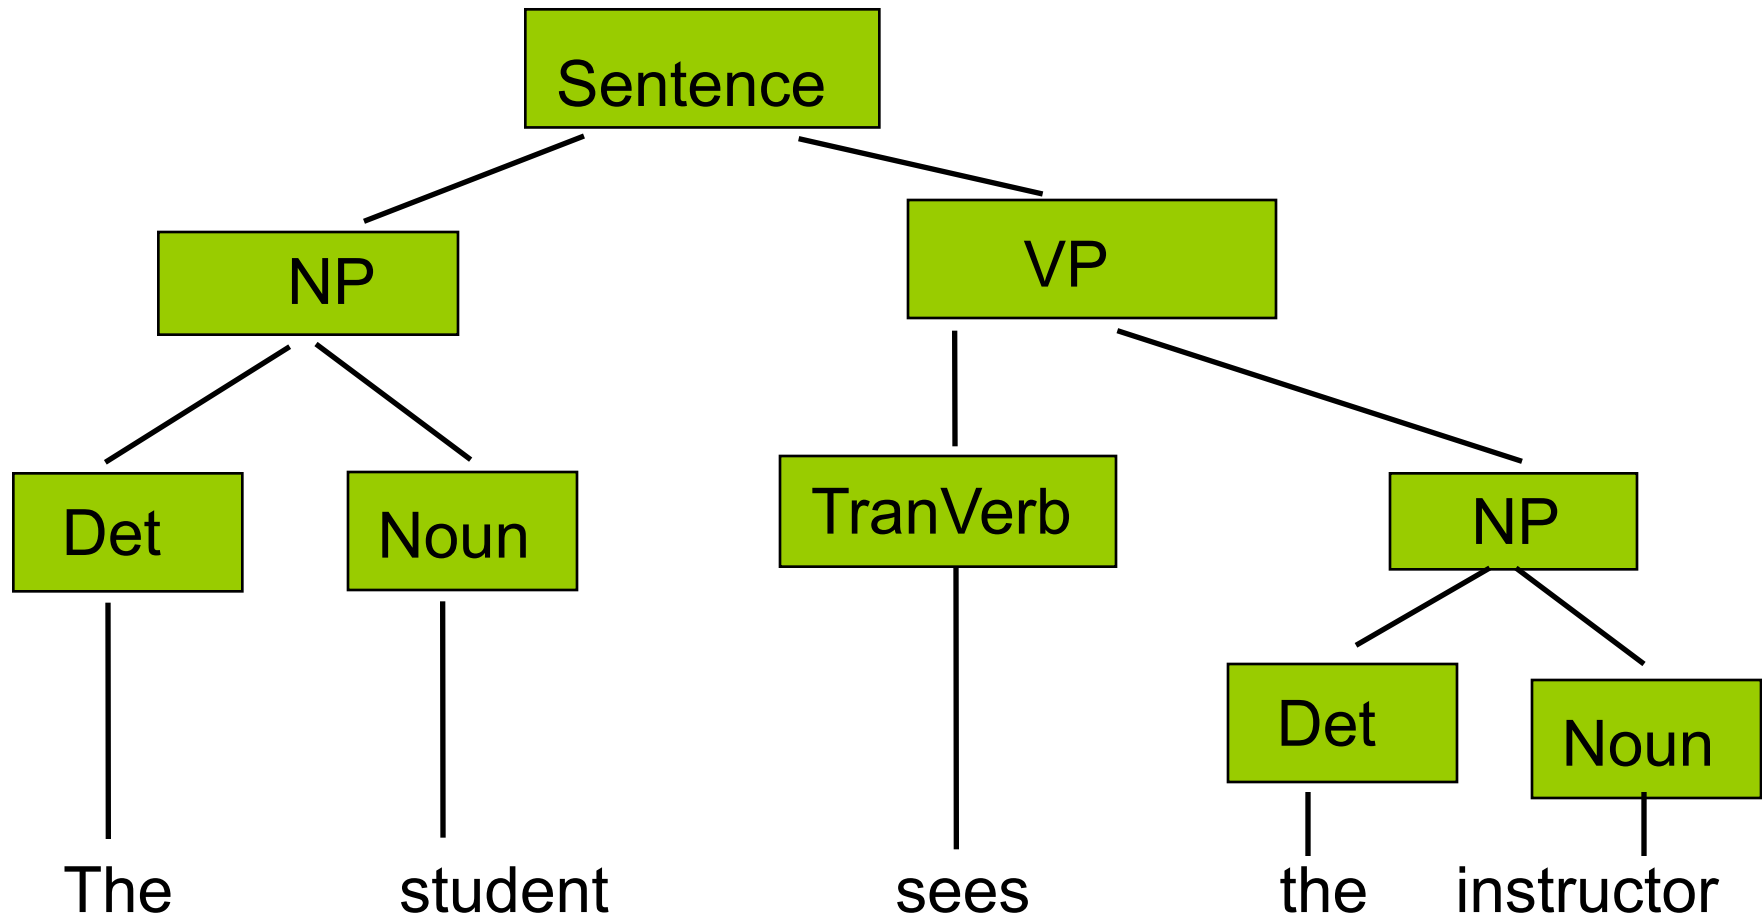 Sentence
NP
VP
Det
Noun
TranVerb
NP
Det
Noun
The student sees the instructor